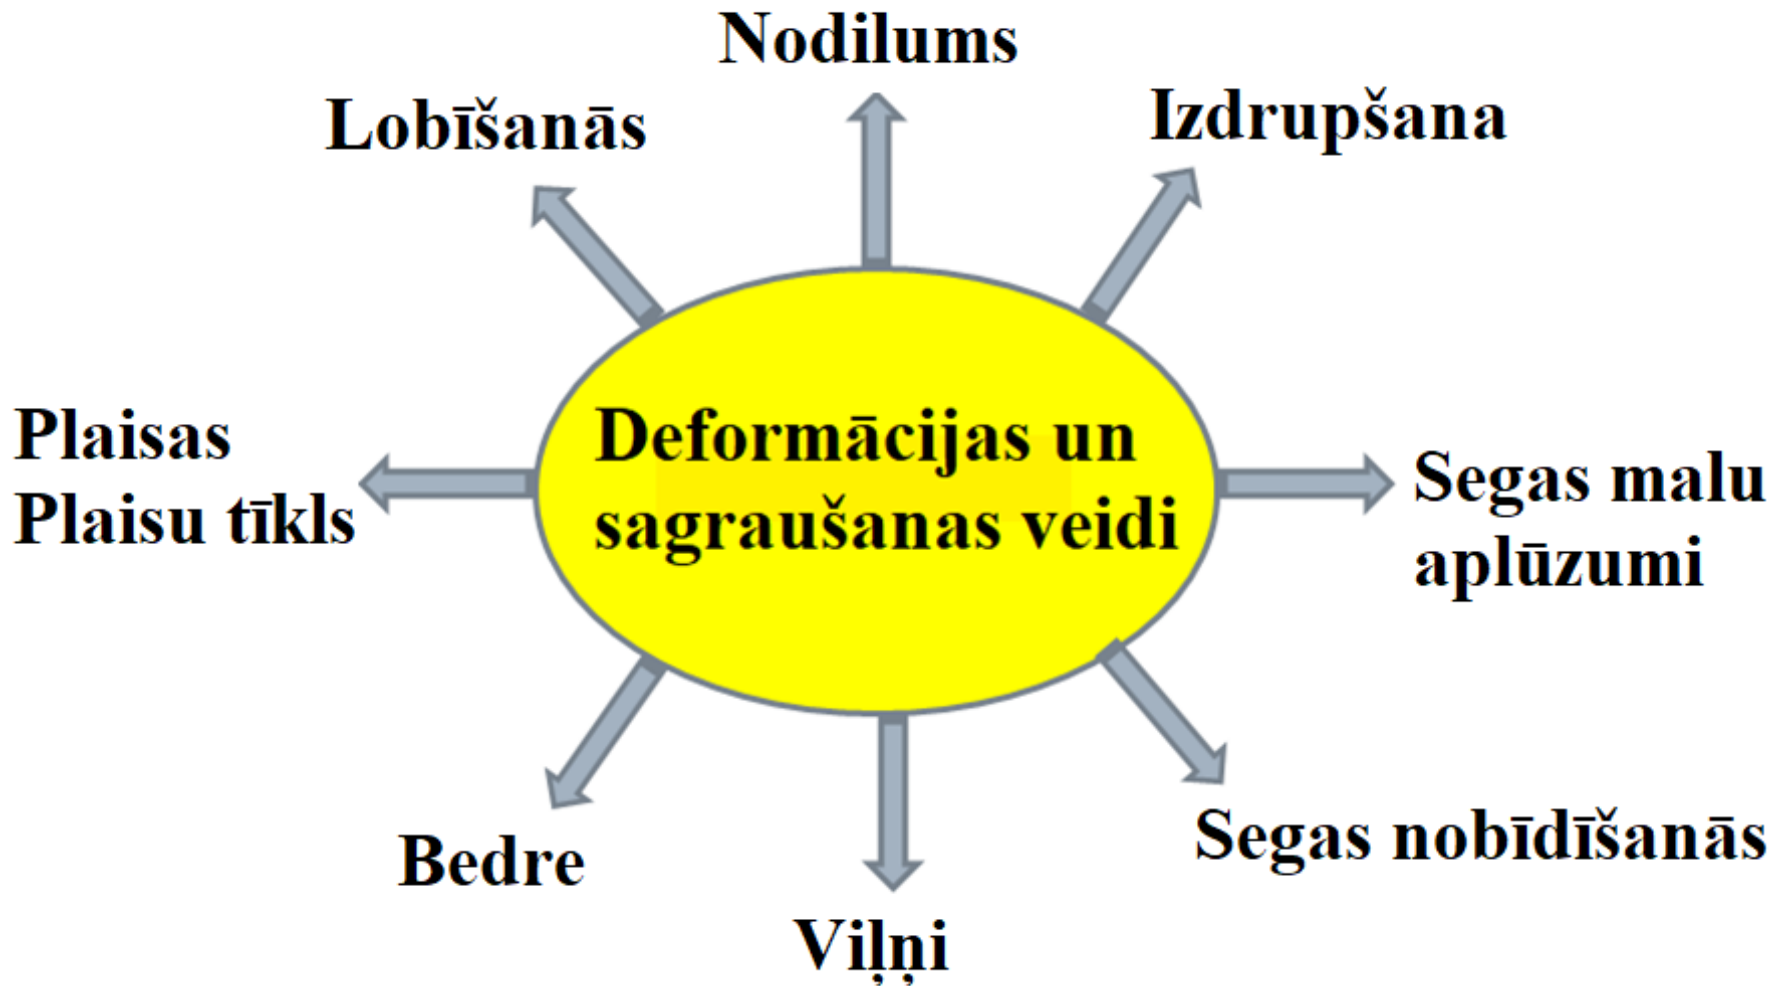 Nodilums
Lobīšanās
Izdrupšana
Plaisas
Plaisu tīkls
Deformācijas un
sagraušanas veidi
Segas malu
aplūzumi
Bedre
Segas nobīdīšanās
Viļņi